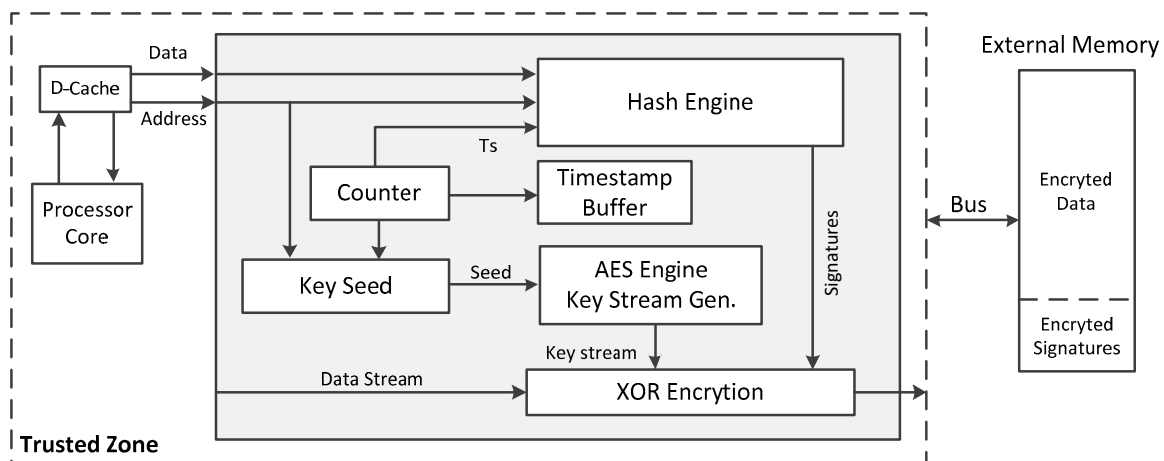 Data
External Memory
D-Cache
Hash Engine
Address
Ts
Counter
Timestamp
Buffer
Processor
Core
Encryted
Data
Bus
Signatures
Key Seed
Seed
AES Engine
Key Stream Gen.
Encryted
Signatures
Key stream
Data Stream
XOR Encrytion
Trusted Zone